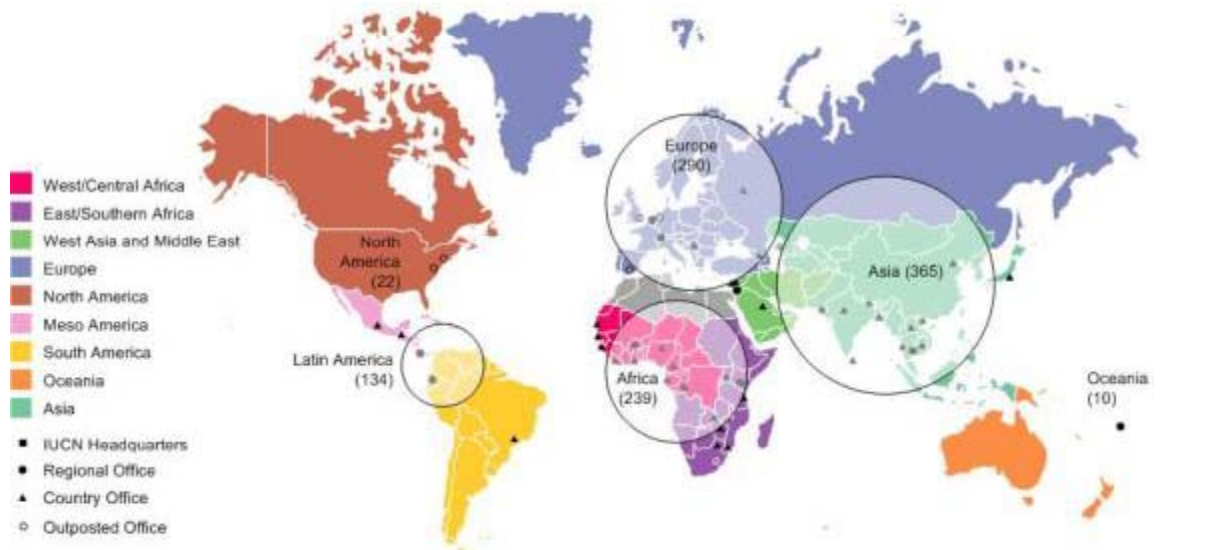 West/Central Africa
East/Southern Africa
West Asia and Middle East
Europe
North America
Meso America
South America
Oceania
Asia
IUCN Headquarters
Regional Office
Country Office
Outposted Office
North
America
(22)
Latin America
(134)
Europe
(290)
Africa
(239)
Asia (365)
Oceania
(10)